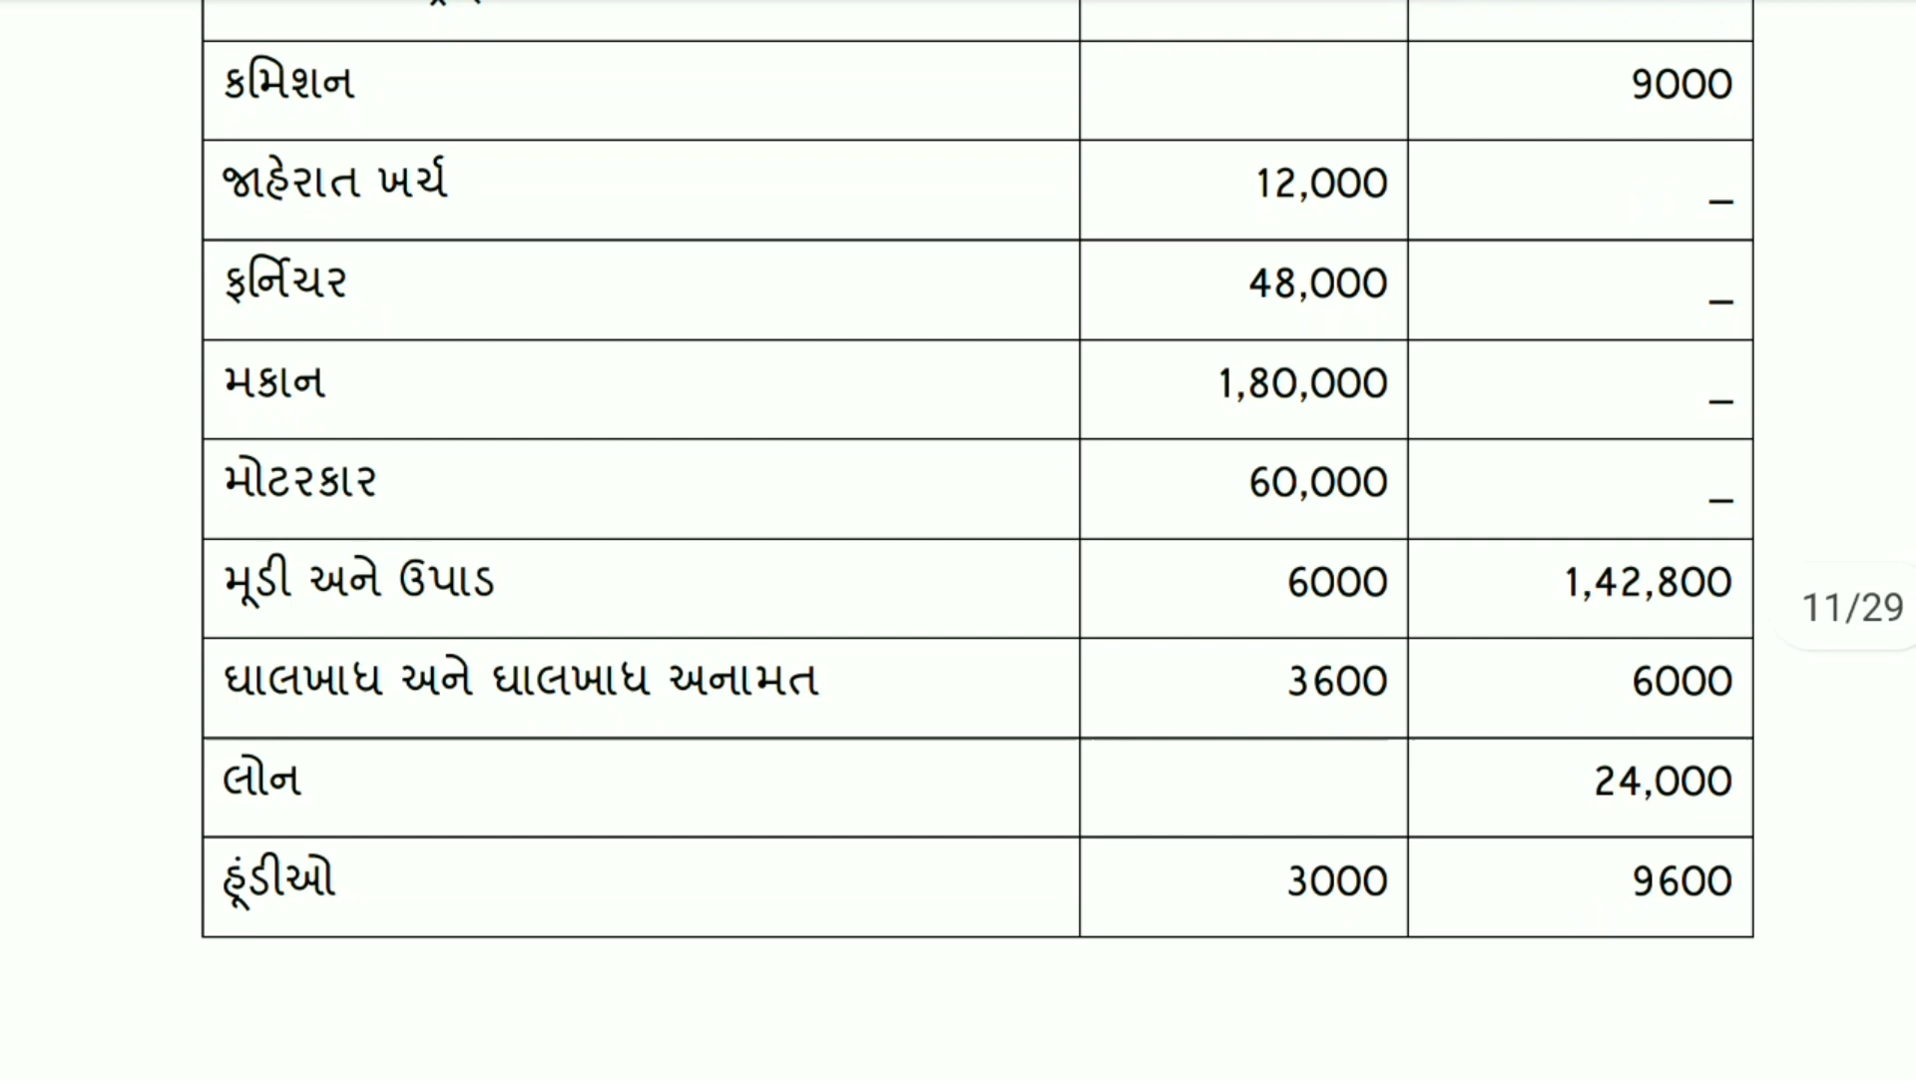 કમિશન 9000
જાહેરાત ખર્ચ 12,000 –
ફર્નિચર 48,000 –
મકાન 1,80,000 –
મોટરકાર 60,000 –
મૂડી અને ઉપાડ 6000 1,42,800
11/29
ઘાલખાધ અને ઘાલખાધ અનામત 3600 6000
લોન 24,000
હૂંડીઓ 3000 9600